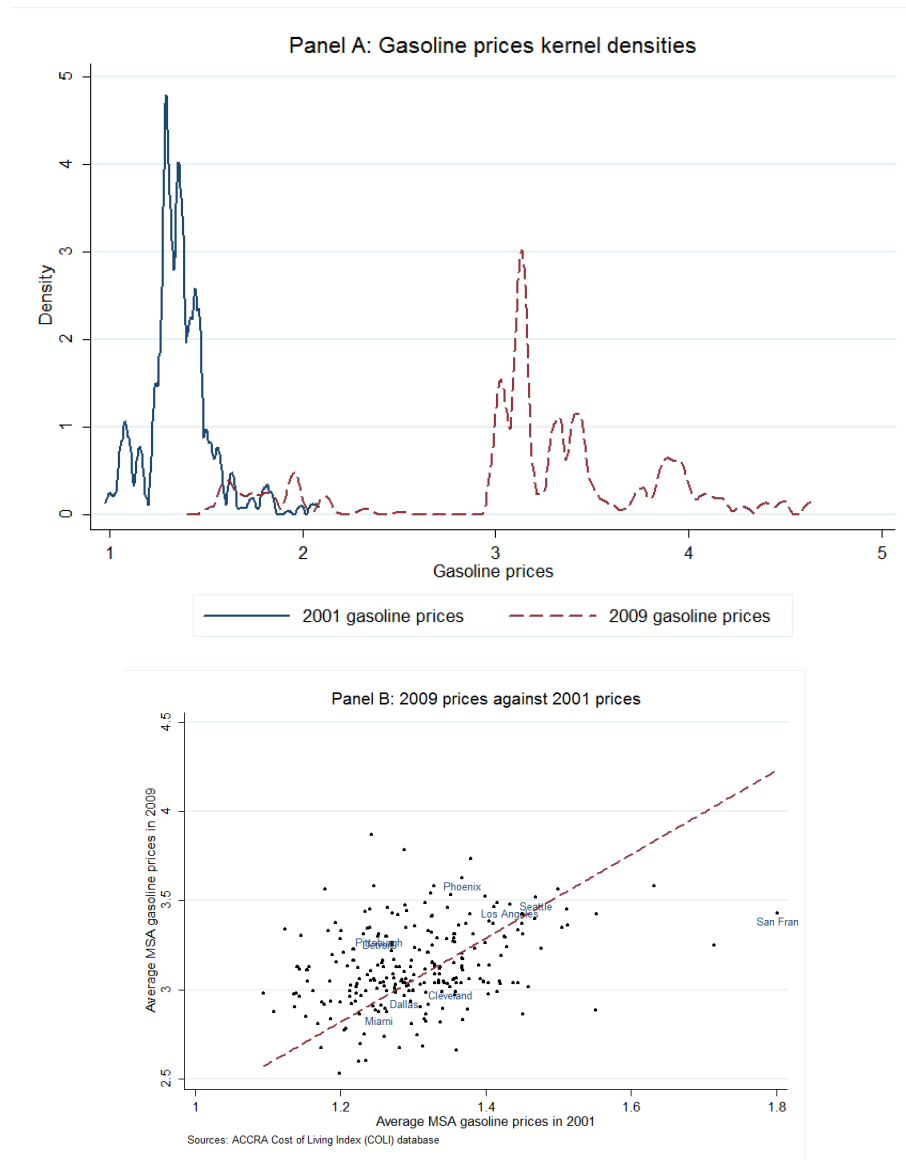 Panel A: Gasoline prices kernel densities
5
4
3
2
1
0
Density
1 2 3 4 5
Gasoline prices
2001 gasoline prices 2009 gasoline prices
Panel B: 2009 prices against 2001 prices
4.5
4
3.5
3
2.5
Average MSA gasoline prices in 2009
Phoenix
Seattle
Los Angeles
San Fran
Pittsburgh
Detroit
Cleveland
Dallas
Miami
1 1.2 1.4 1.6 1.8
Average MSA gasoline prices in 2001
Sources: ACCRA Cost of Living Index (COLI) database